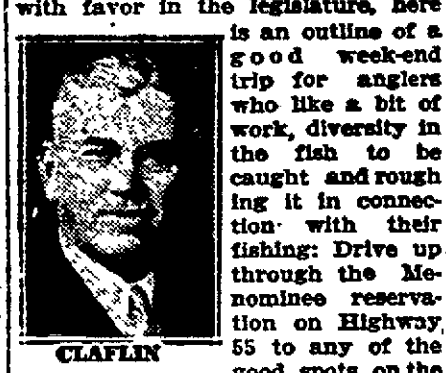 with favor in the legislature, here
is an outline of a
good week-end
trip for anglers
who like a bit of
work, diversity in
the fish to be
caught and rough
ing it in connec-
tion with their
fishing: Drive up
through the Me-
nominee reserva-
tion on Highway
55 to any of the
good spots on the
CLAFLIN